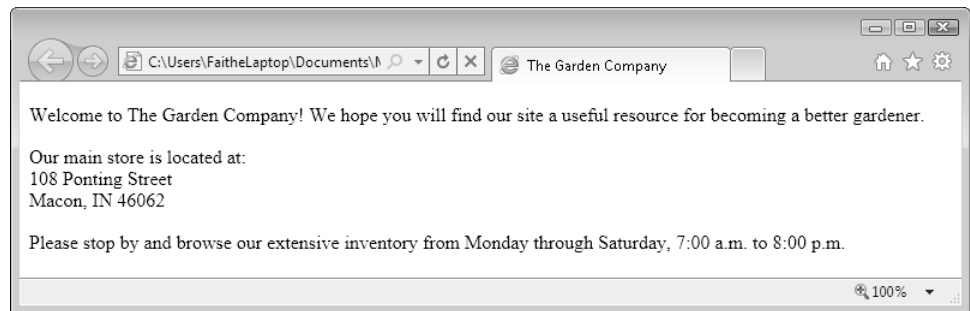 C:\Users\FaitheLaptop\Documents\
The Garden Company
Welcome to The Garden Company! We hope you will find our site a useful resource for becoming a better gardener.
Our main store is located at:
108 Ponting Street
Macon, IN 46062
Please stop by and browse our extensive inventory from Monday through Saturday, 7:00 a.m. to 8:00 p.m.
100%